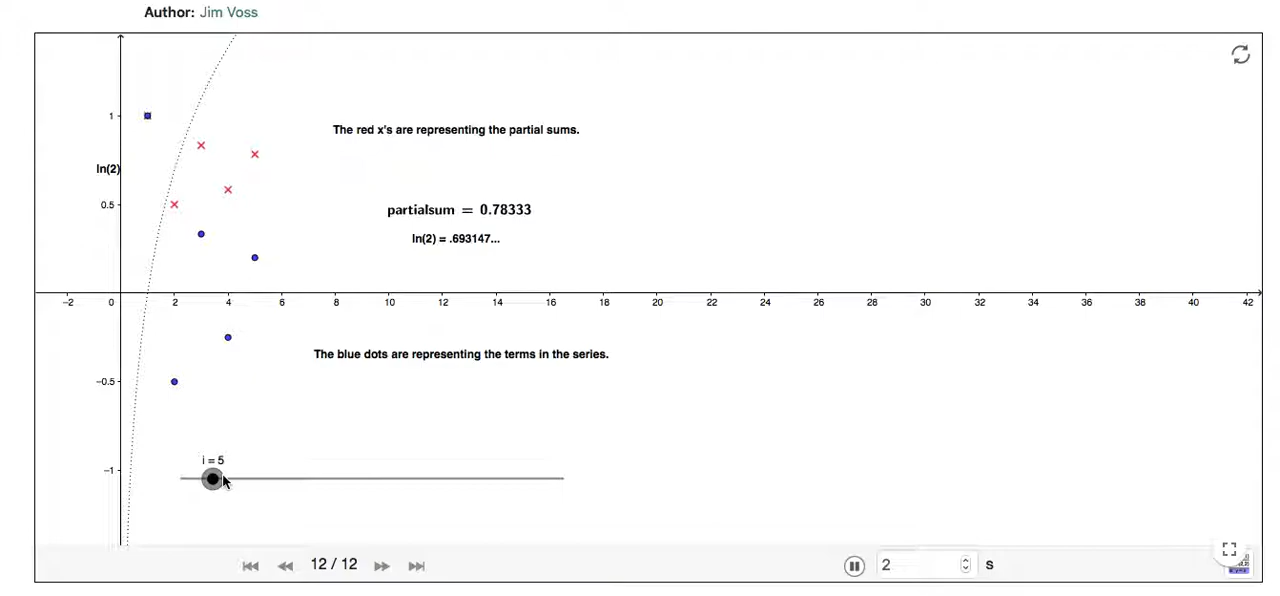 Author: Jim Voss
The red x's are representing the partial sums.
1
ln(2)
0.5
partialsum = 0.78333
ln(2) = .693147...
−2 0 2 4 6 8 10 12 14 16 18 20 22 24 26 28 30 32 34 36 38 40 42
The blue dots are representing the terms in the series.
−0.5
i = 5
−1
12 / 12
2 s